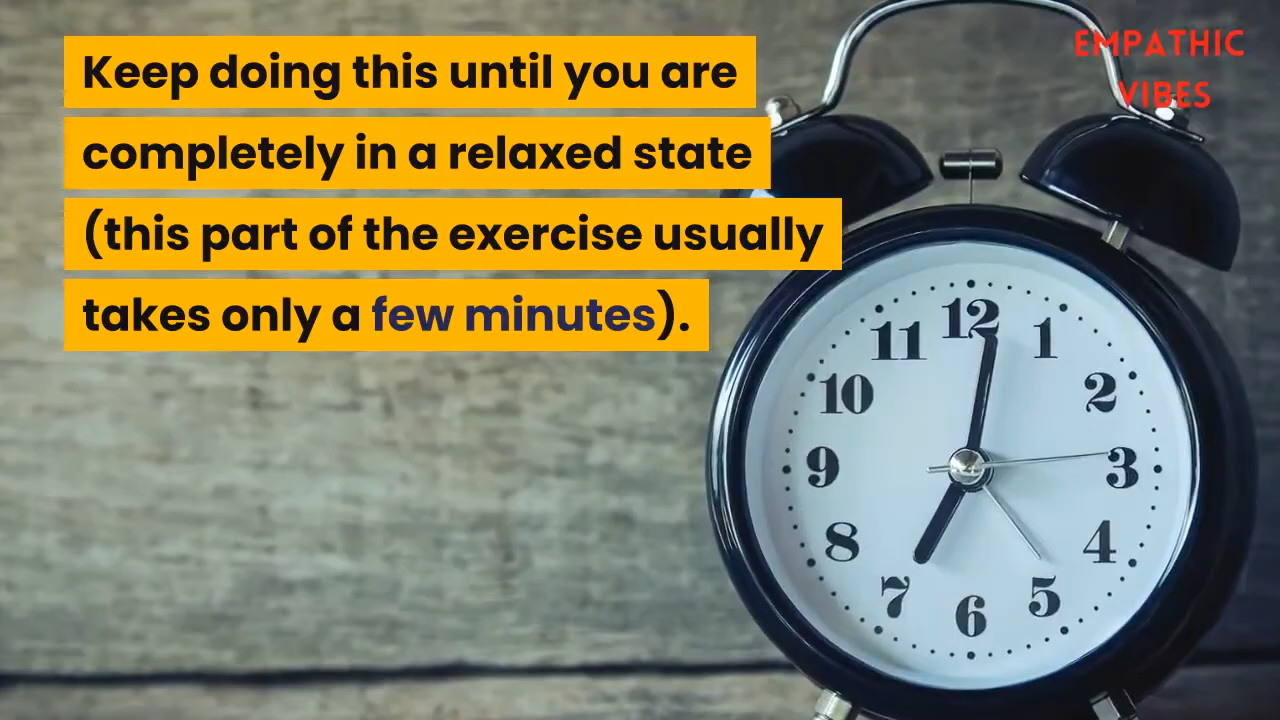 Keep doing this until you are
completely in a relaxed state
(this part of the exercise usually
takes only a few minutes).
EMPATHIC
VIBES
12
1
2
3
4
5
6
7
8
9
10
11